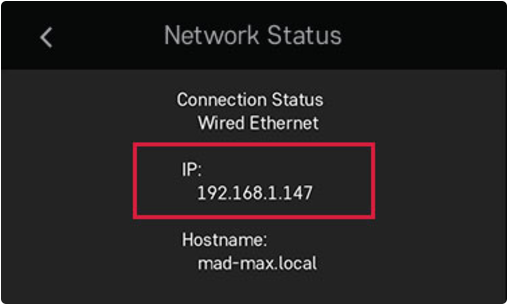 Network Status
Connection Status
Wired Ethernet
IP:
192.168.1.147
Hostname:
mad-max.local